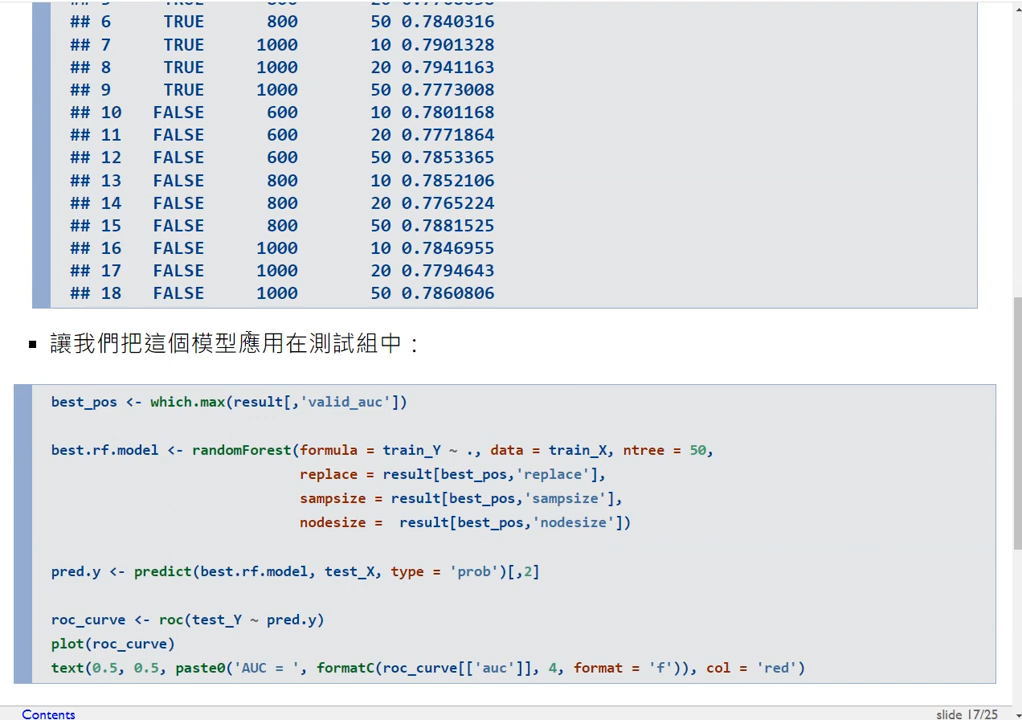 ## 6     TRUE     800       50 0.7840316
## 7     TRUE     1000       10 0.7901328
## 8     TRUE     1000       20 0.7941163
## 9     TRUE     1000       50 0.7773008
## 10   FALSE      600       10 0.7801168
## 11   FALSE      600       20 0.7771864
## 12   FALSE      600       50 0.7853365
## 13   FALSE      800       10 0.7852106
## 14   FALSE      800       20 0.7765224
## 15   FALSE      800       50 0.7881525
## 16   FALSE     1000       10 0.7846955
## 17   FALSE     1000       20 0.7794643
## 18   FALSE     1000       50 0.7860806
▪ 讓我們把這個模型應用在測試組中：
best_pos <- which.max(result[,'valid_auc'])
best.rf.model <- randomForest(formula = train_Y ~ ., data = train_X, ntree = 50,
replace = result[best_pos,'replace'],
sampsize = result[best_pos,'sampsize'],
nodesize =  result[best_pos,'nodesize'])
pred.y <- predict(best.rf.model, test_X, type = 'prob')[,2]
roc_curve <- roc(test_Y ~ pred.y)
plot(roc_curve)
text(0.5, 0.5, paste0('AUC = ', formatC(roc_curve[['auc']], 4, format = 'f')), col = 'red')
Contents
slide 17/25